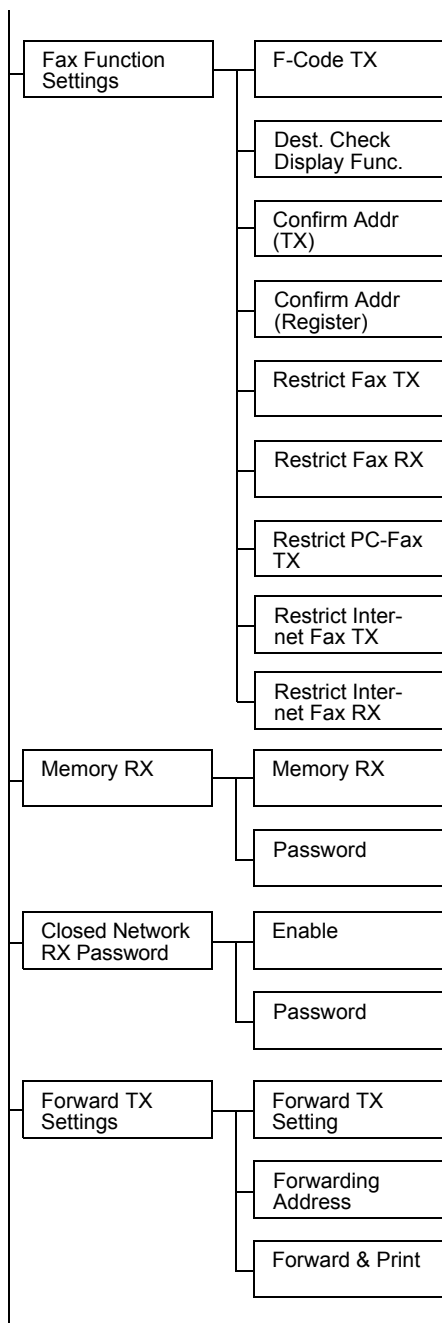 Fax Function
Settings
F-Code TX
Dest. Check
Display Func.
Confirm Addr
(TX)
Confirm Addr
(Register)
Restrict Fax TX
Restrict Fax RX
Restrict PC-Fax
TX
Restrict Inter-
net Fax TX
Restrict Inter-
net Fax RX
Memory RX
Memory RX
Password
Closed Network
RX Password
Enable
Password
Forward TX
Settings
Forward TX
Setting
Forwarding
Address
Forward & Print